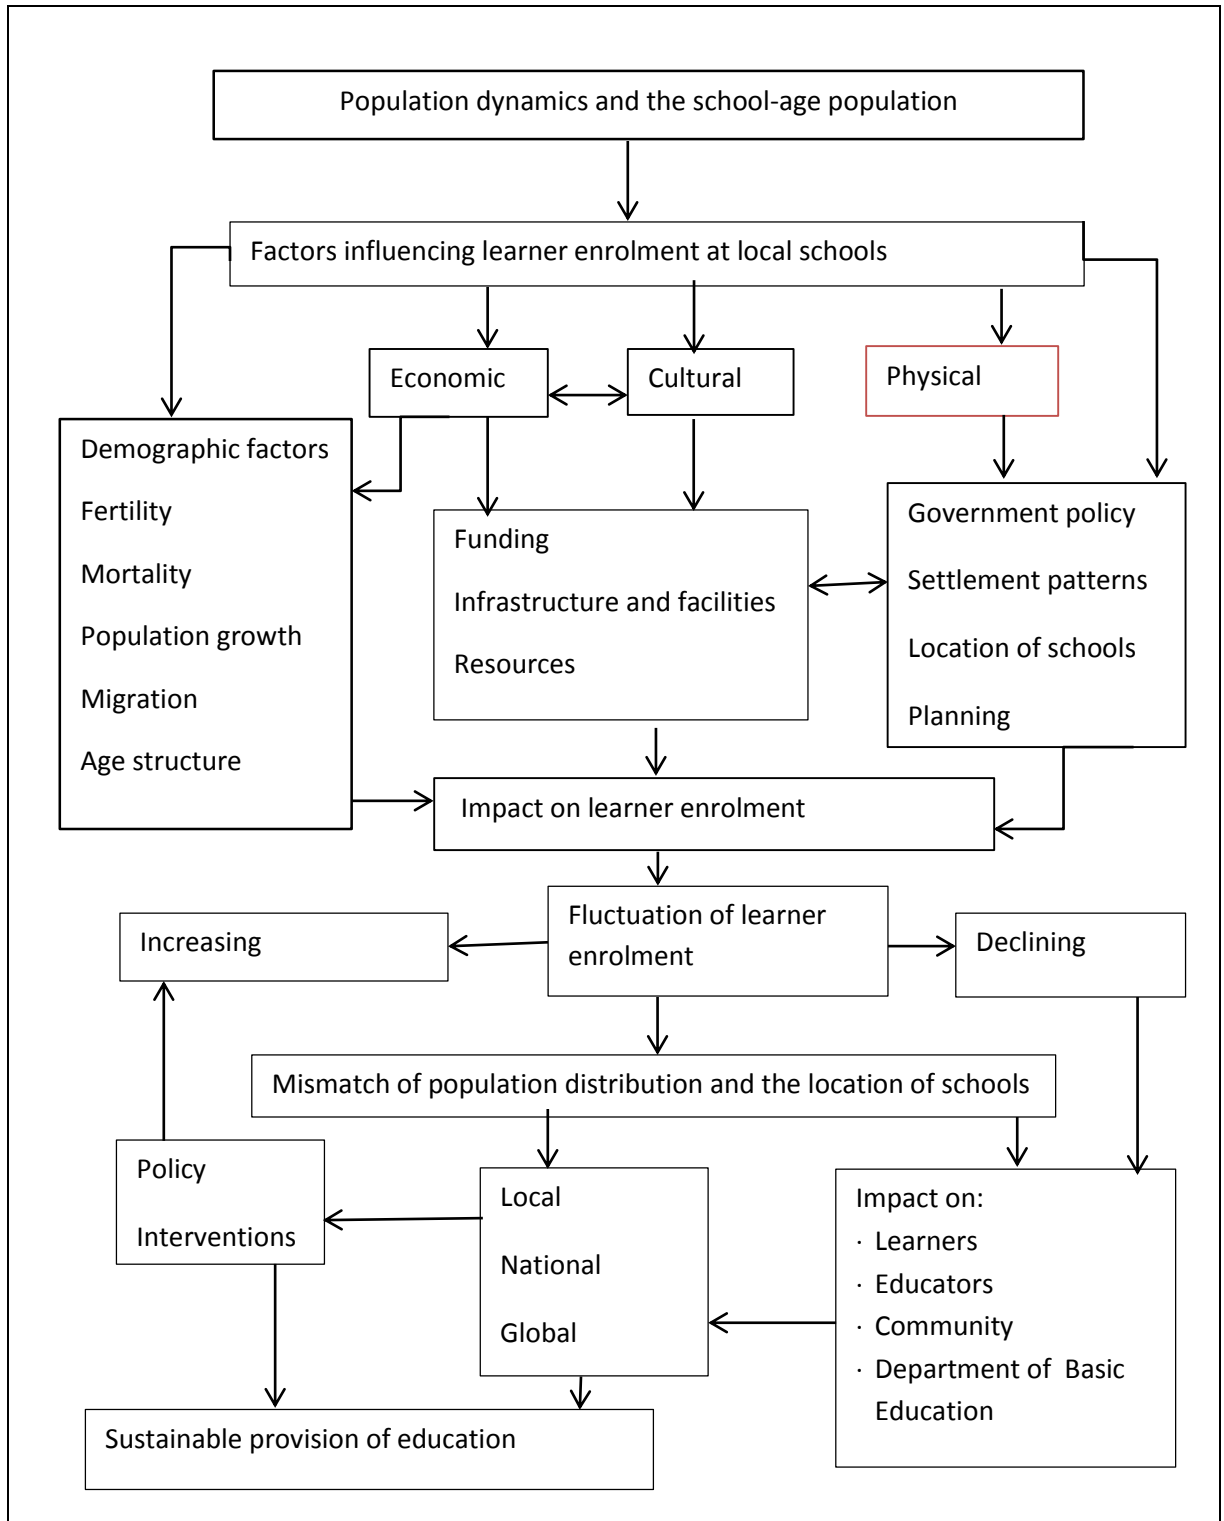 Population dynamics and the school-age population
Factors influencing learner enrolment at local schools
Economic
Cultural
Physical
Demographic factors
Fertility
Mortality
Population growth
Migration
Age structure
Funding
Infrastructure and facilities
Resources
Government policy
Settlement patterns
Location of schools
Planning
Impact on learner enrolment
Fluctuation of learner
enrolment
Increasing
Declining
Mismatch of population distribution and the location of schools
Policy
Interventions
Local
National
Global
Impact on:
· Learners
· Educators
· Community
· Department of Basic
Education
Sustainable provision of education